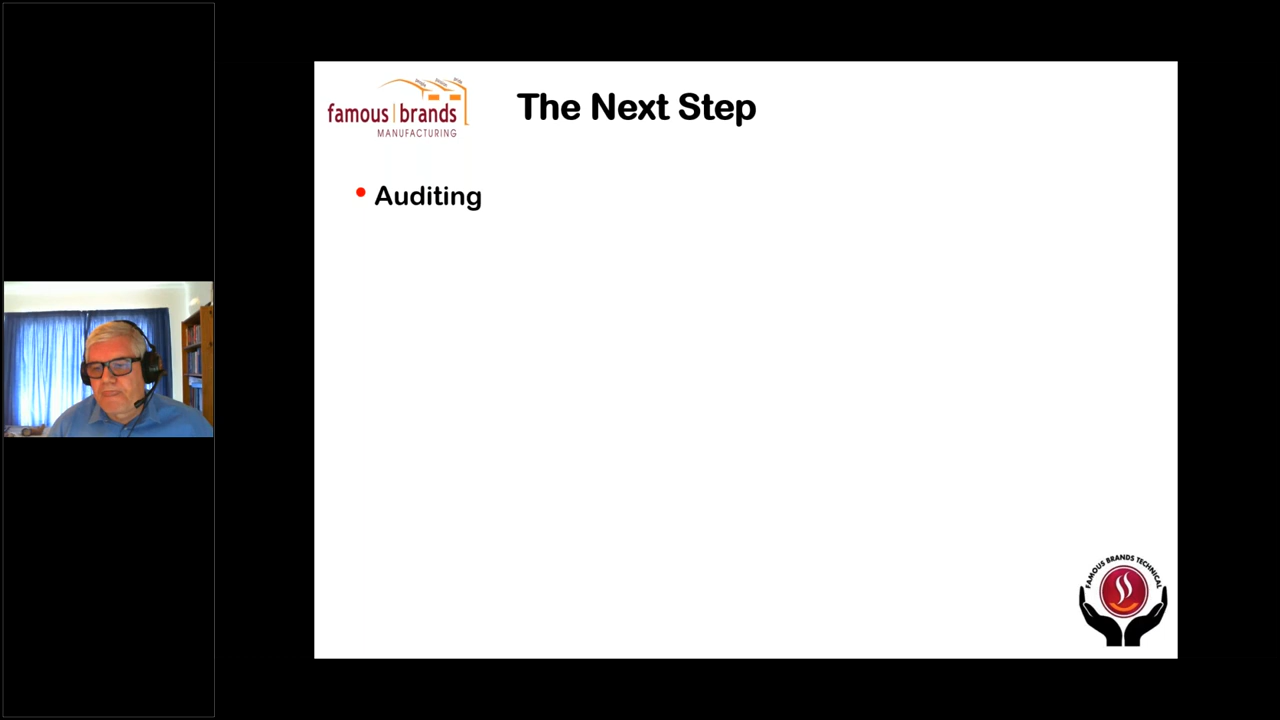 famous|brands
MANUFACTURING
The Next Step
• Auditing
FAMOUS BRANDS TECHNICAL